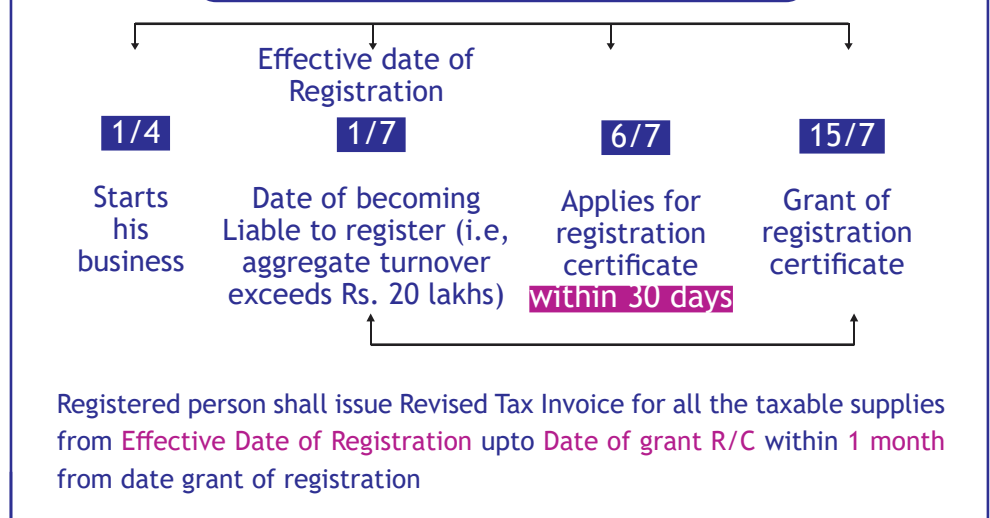 Effective date of
Registration
1/4
1/7
6/7
15/7
Starts
his
business
Date of becoming
Liable to register (i.e,
aggregate turnover
exceeds Rs. 20 lakhs)
Applies for
registration
certificate
within 30 days
Grant of
registration
certificate
Registered person shall issue Revised Tax Invoice for all the taxable supplies
from Effective Date of Registration upto Date of grant R/C within 1 month
from date grant of registration